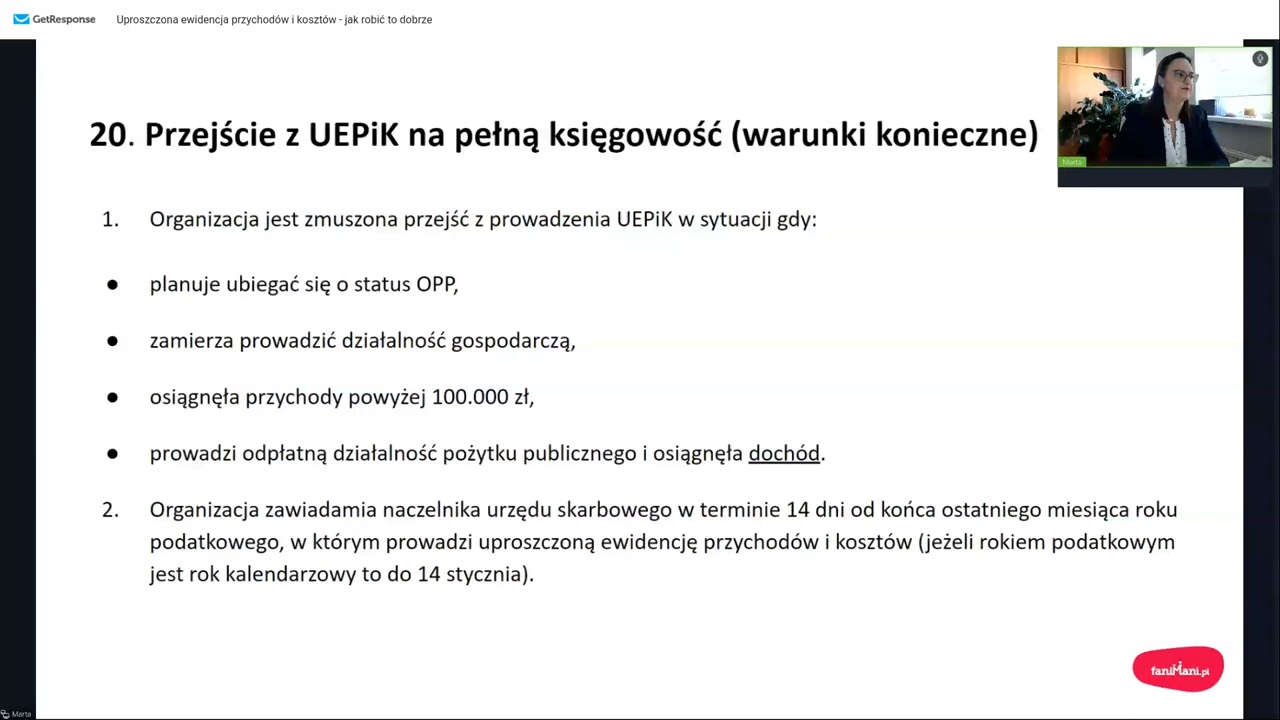 GetResponse
Uproszczona ewidencja przychodów i kosztów - jak robić to dobrze
20. Przejście z UEPiK na pełną księgowość (warunki konieczne)
Marta
1. Organizacja jest zmuszona przejść z prowadzenia UEPiK w sytuacji gdy:
● planuje ubiegać się o status OPP,
● zamierza prowadzić działalność gospodarczą,
● osiągnęła przychody powyżej 100.000 zł,
● prowadzi odpłatną działalność pożytku publicznego i osiągnęła dochód.
2. Organizacja zawiadamia naczelnika urzędu skarbowego w terminie 14 dni od końca ostatniego miesiąca roku
podatkowego, w którym prowadzi uproszczoną ewidencję przychodów i kosztów (jeżeli rokiem podatkowym
jest rok kalendarzowy to do 14 stycznia).
faniMani.pl
Marta